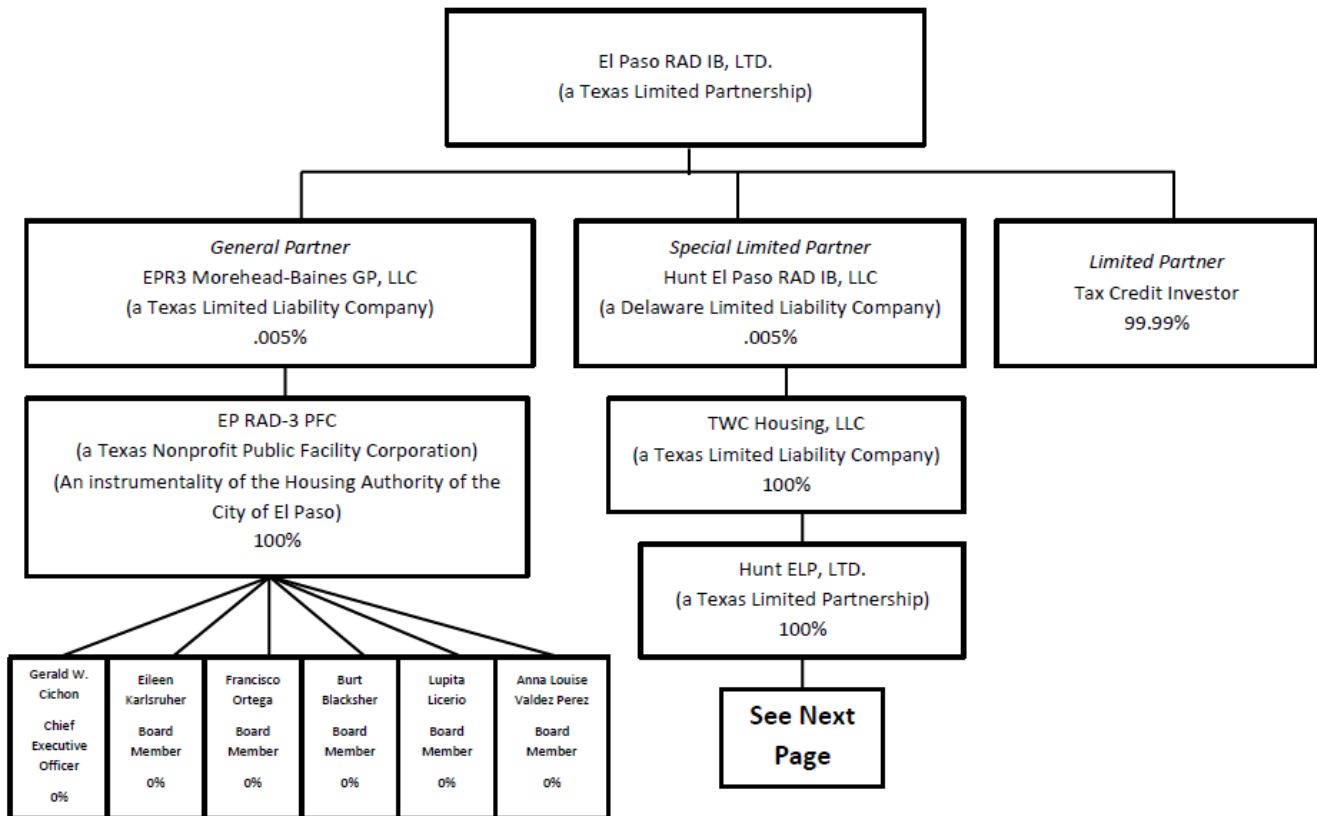 El Paso RAD IB, LTD.
(a Texas Limited Partnership)
General Partner
EPR3 Morehead-Baines GP, LLC
(a Texas Limited Liability Company)
.005%
Special Limited Partner
Hunt El Paso RAD IB, LLC
(a Delaware Limited Liability Company)
.005%
Limited Partner
Tax Credit Investor
99.99%
EP RAD-3 PFC
(a Texas Nonprofit Public Facility Corporation)
(An instrumentality of the Housing Authority of the
City of El Paso)
100%
TWC Housing, LLC
(a Texas Limited Liability Company)
100%
Hunt ELP, LTD.
(a Texas Limited Partnership)
100%
Gerald W.
Cichon
Chief
Executive
Officer
0%
Eileen
Karlsruher
Board
Member
0%
Francisco
Ortega
Board
Member
0%
Burt
Blacksher
Board
Member
0%
Lupita
Licerio
Board
Member
0%
Anna Louise
Valdez Perez
Board
Member
0%
See Next
Page